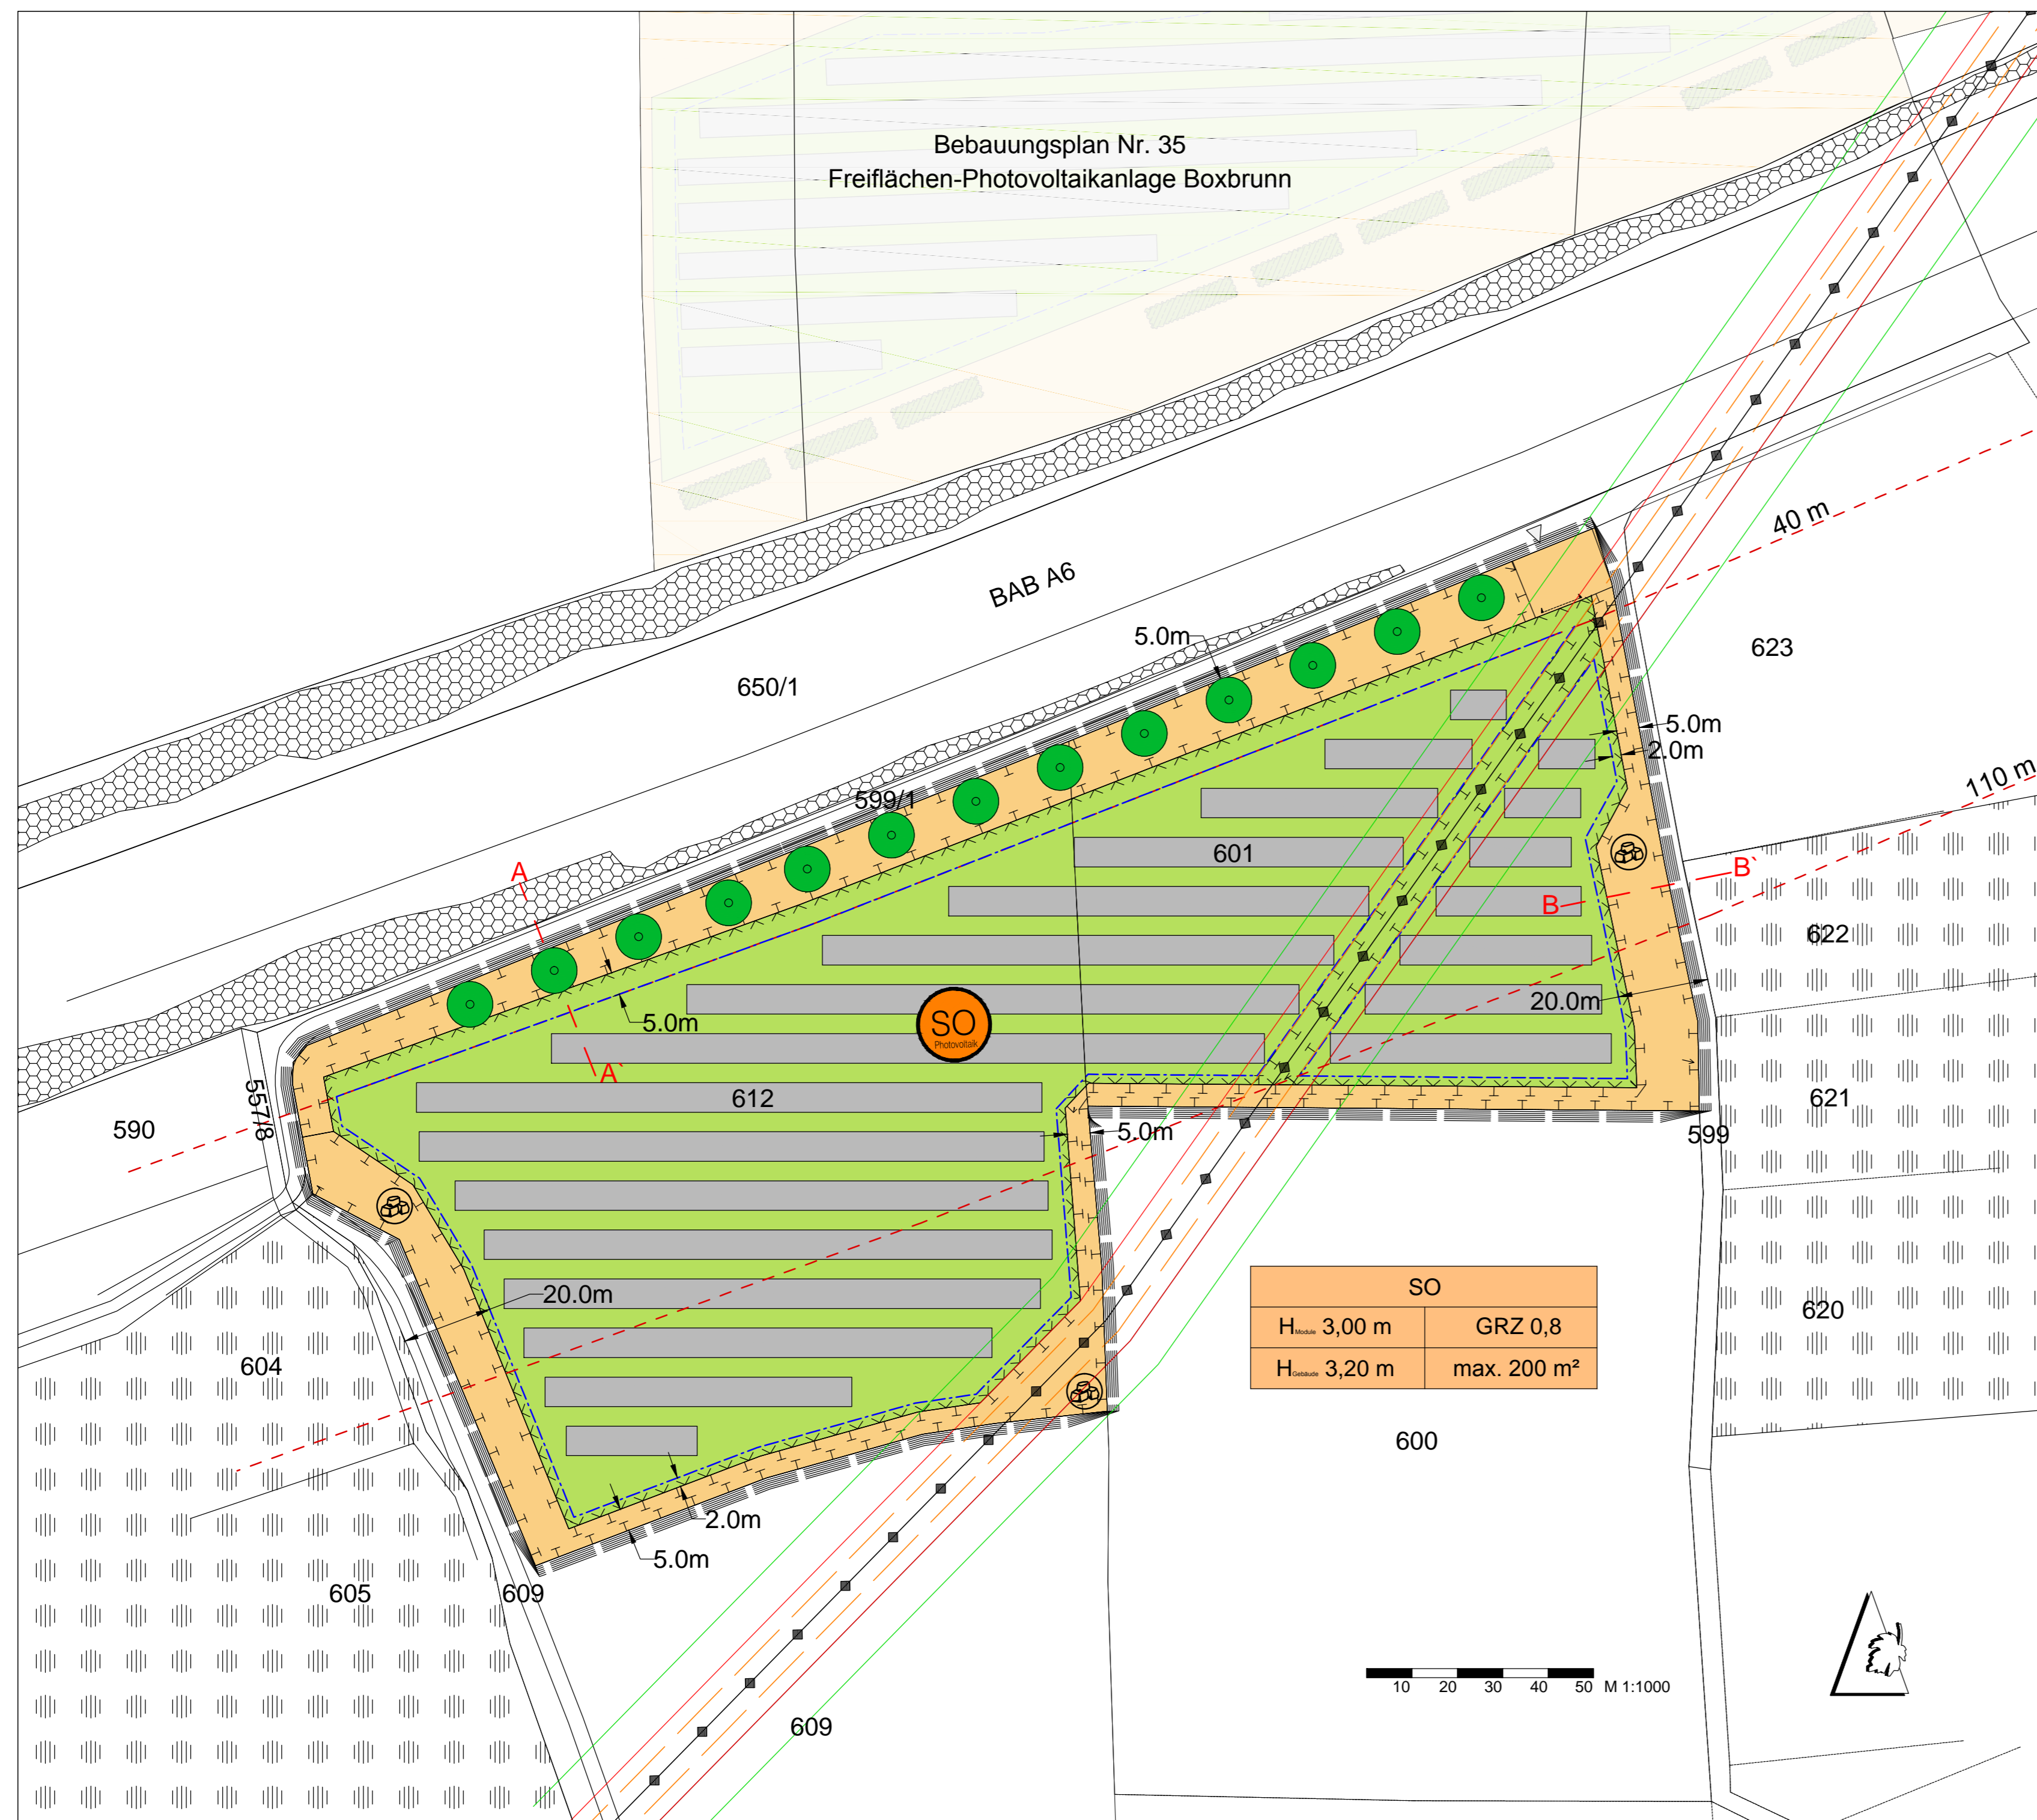 Bebauungsplan Nr. 35
Freiflächen-Photovoltaikanlage Boxbrunn
40 m
BAB A6
5.0m
623
650/1
5.0m
2.0m
110 m
599/1
601
A
B`
B
622
20.0m
5.0m
SO
Photovoltaik
A`
557/8
612
590
621
5.0m
599
20.0m
SO
HModule 3,00 m
GRZ 0,8
HGebäude 3,20 m
max. 200 m²
620
604
600
2.0m
5.0m
605
609
10 20 30 40 50 M 1:1000
609